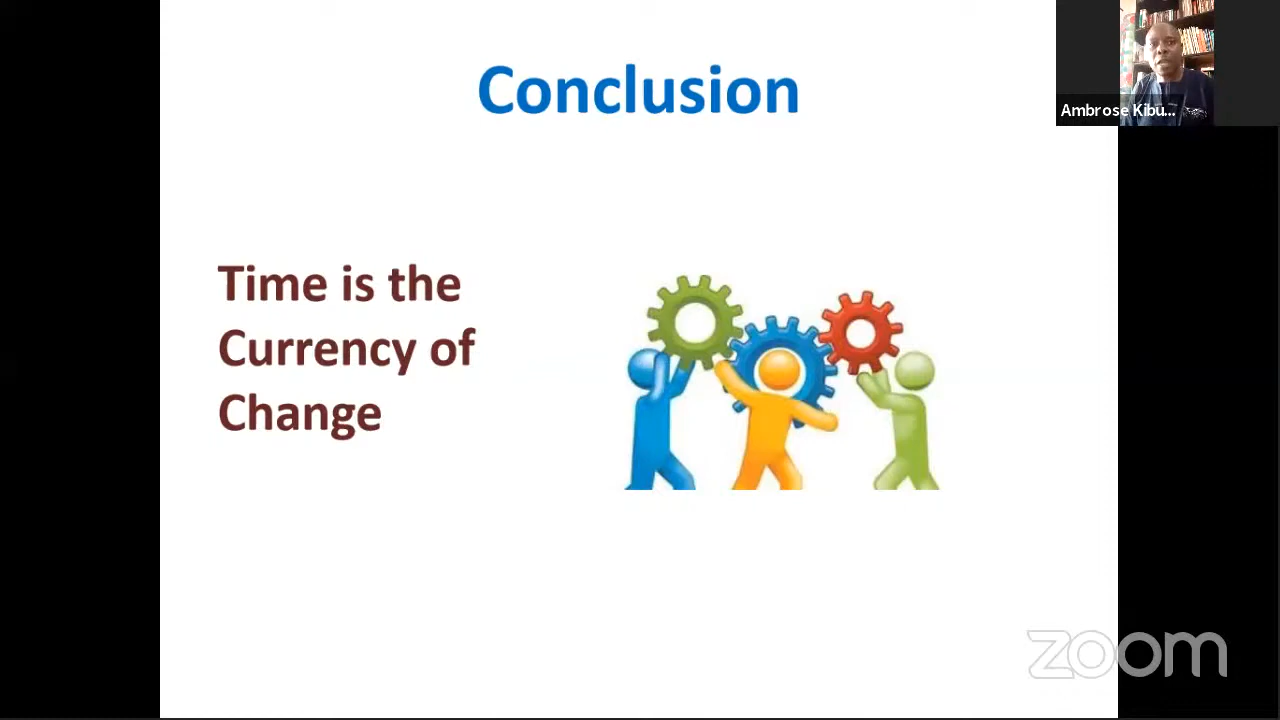 Conclusion
Ambrose Kibu...
Time is the
Currency of
Change
zoom